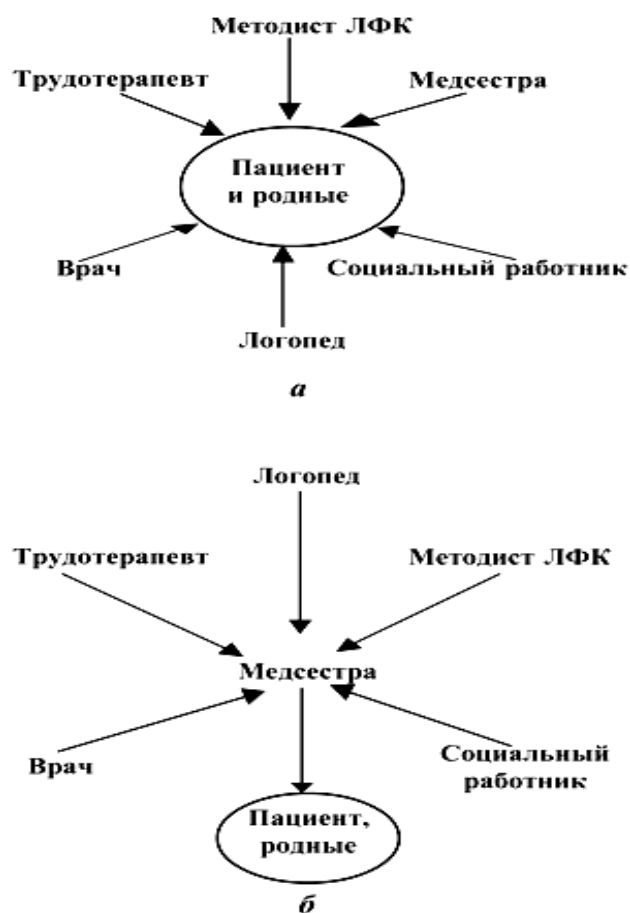 Методист ЛФК
Трудотерапевт
Медсестра
Пациент
и родные
Врач
Социальный работник
Логопед
а
Логопед
Трудотерапевт
Методист ЛФК
Медсестра
Врач
Социальный
работник
Пациент,
родные
б